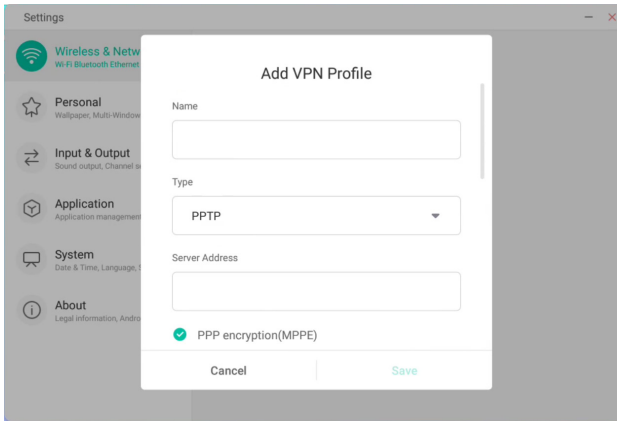 Settings
Wireless & Netw
Wi-Fi Bluetooth Ethernet
Personal
Wallpaper, Multi-Window
Input & Output
Sound output, Channel s
Application
Application management
System
Date & Time, Language, S
About
Legal information, Andro
Add VPN Profile
Name
Type
PPTP
Server Address
PPP encryption(MPPE)
Cancel
Save